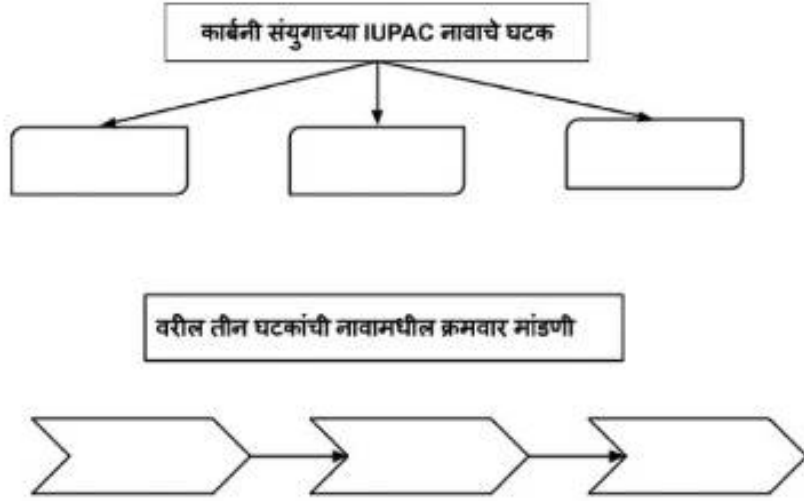 कार्बनी संयुगाच्या IUPAC नावाचे घटक
वरील तीन घटकांची नावामधील क्रमवार मांडणी